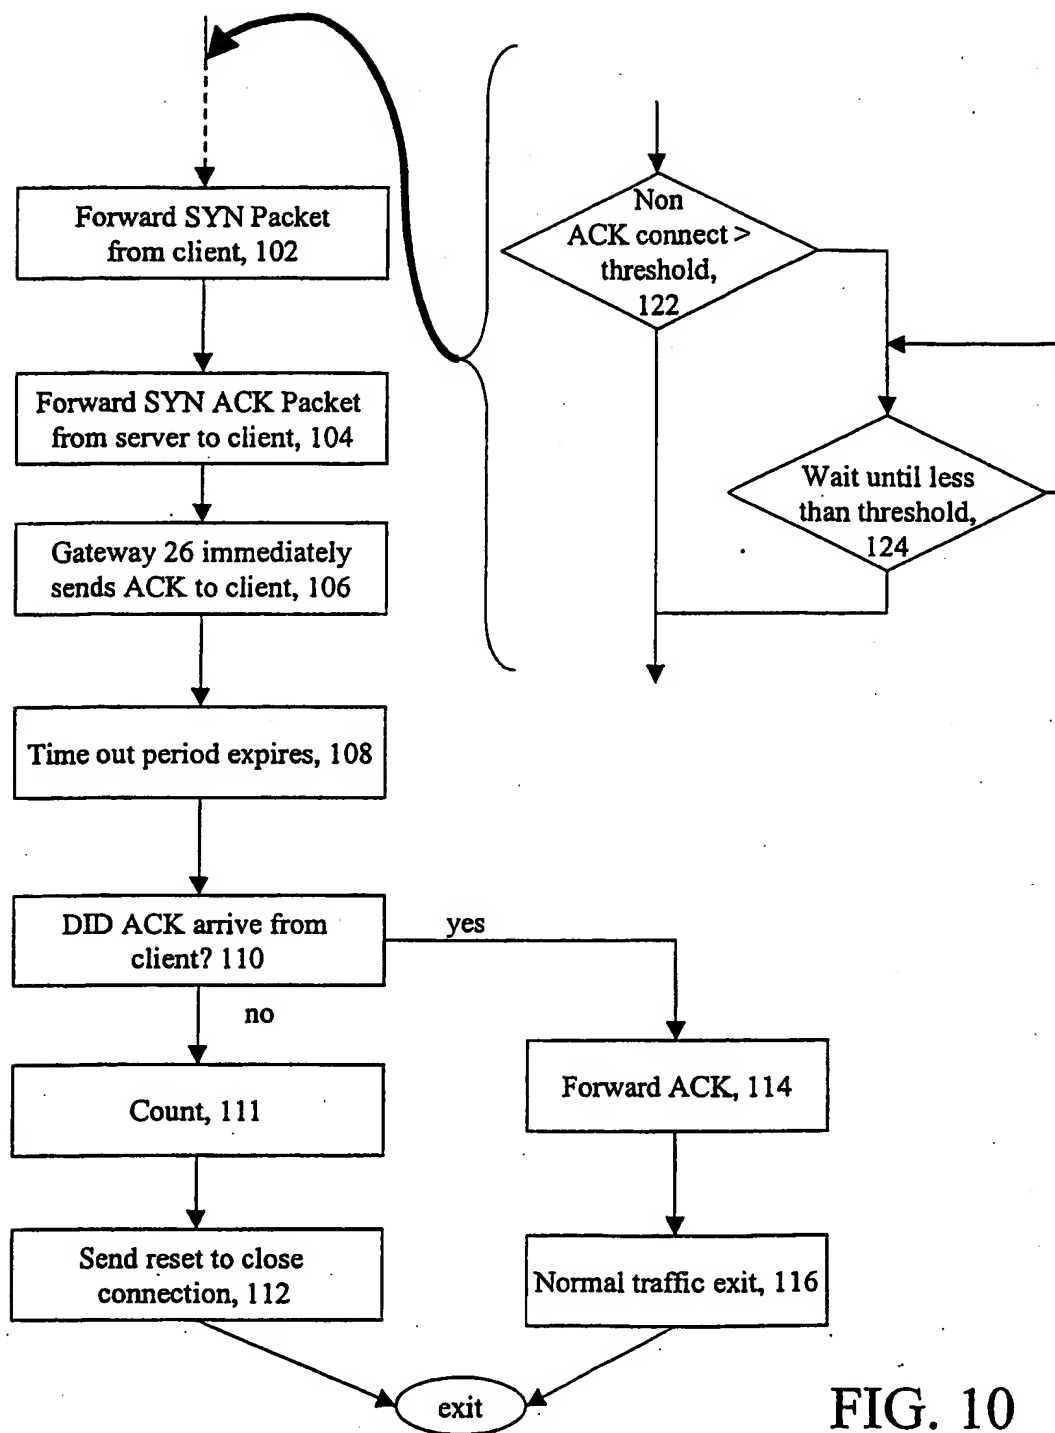 Forward SYN Packet
from client, 102
Forward SYN ACK Packet
from server to client, 104
Gateway 26 immediately
sends ACK to client, 106
Time out period expires, 108
DID ACK arrive from
client? 110
yes
no
Count, 111
Forward ACK, 114
Send reset to close
connection, 112
Normal traffic exit, 116
exit
Non
ACK connect >
threshold,
122
Wait until less
than threshold,
124
FIG. 10